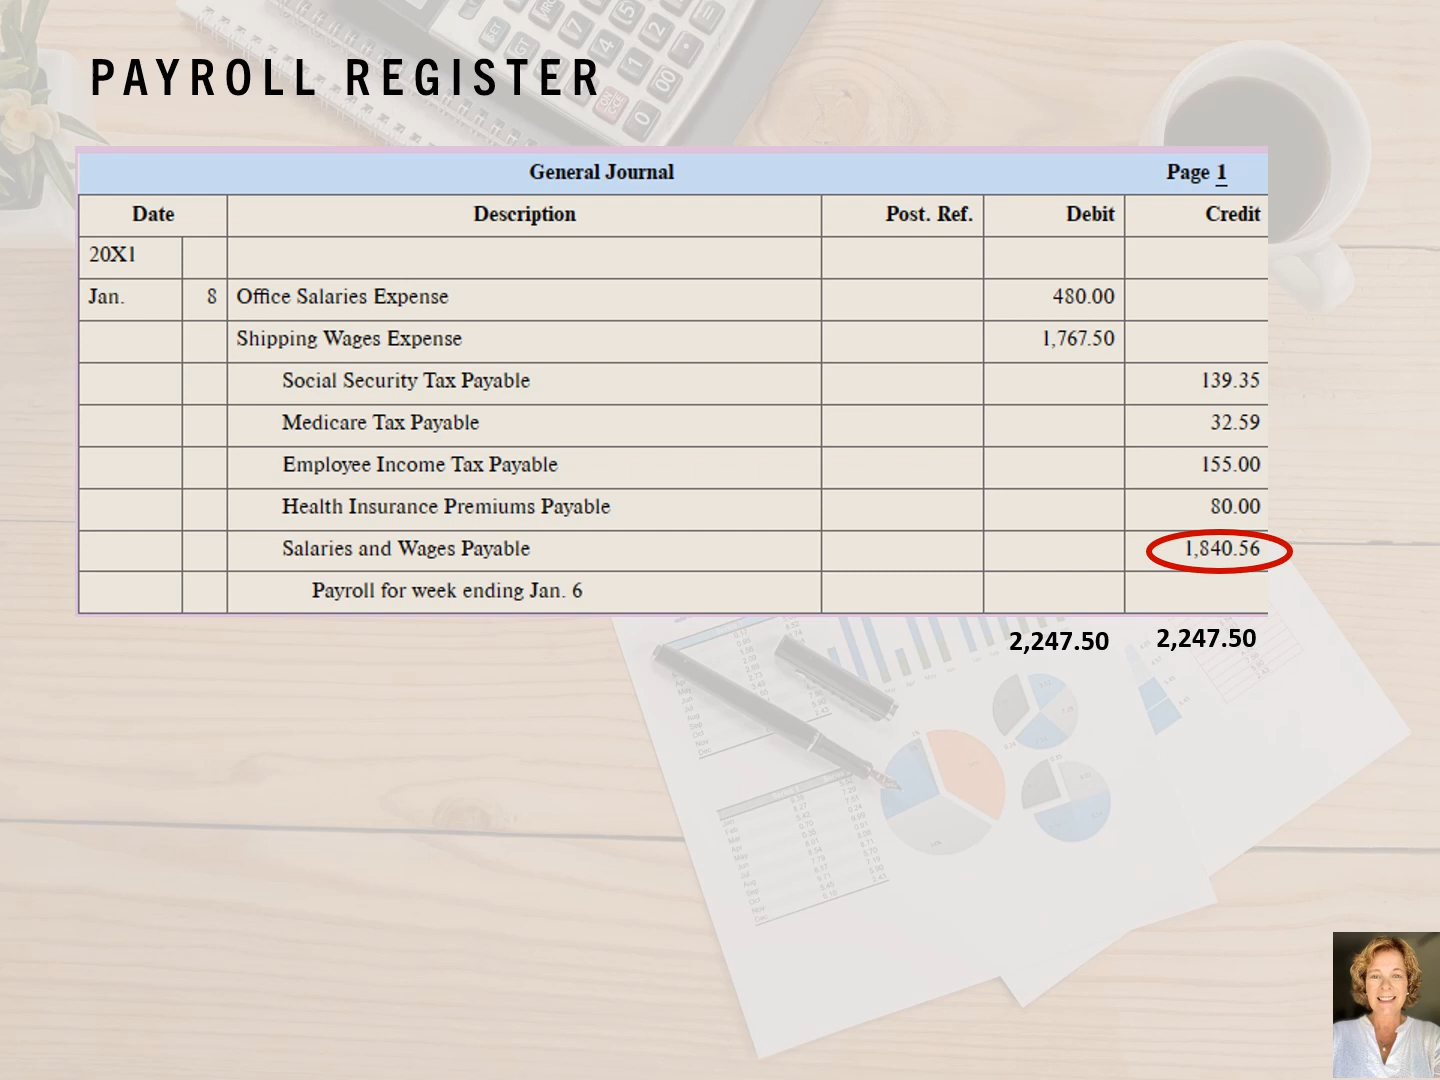 PAYROLL REGISTER
General Journal Page 1
Date Description Post. Ref. Debit Credit
20X1
Jan. 8 Office Salaries Expense 480.00
Shipping Wages Expense 1,767.50
Social Security Tax Payable 139.35
Medicare Tax Payable 32.59
Employee Income Tax Payable 155.00
Health Insurance Premiums Payable 80.00
Salaries and Wages Payable 1,840.56
Payroll for week ending Jan. 6
2,247.50 2,247.50